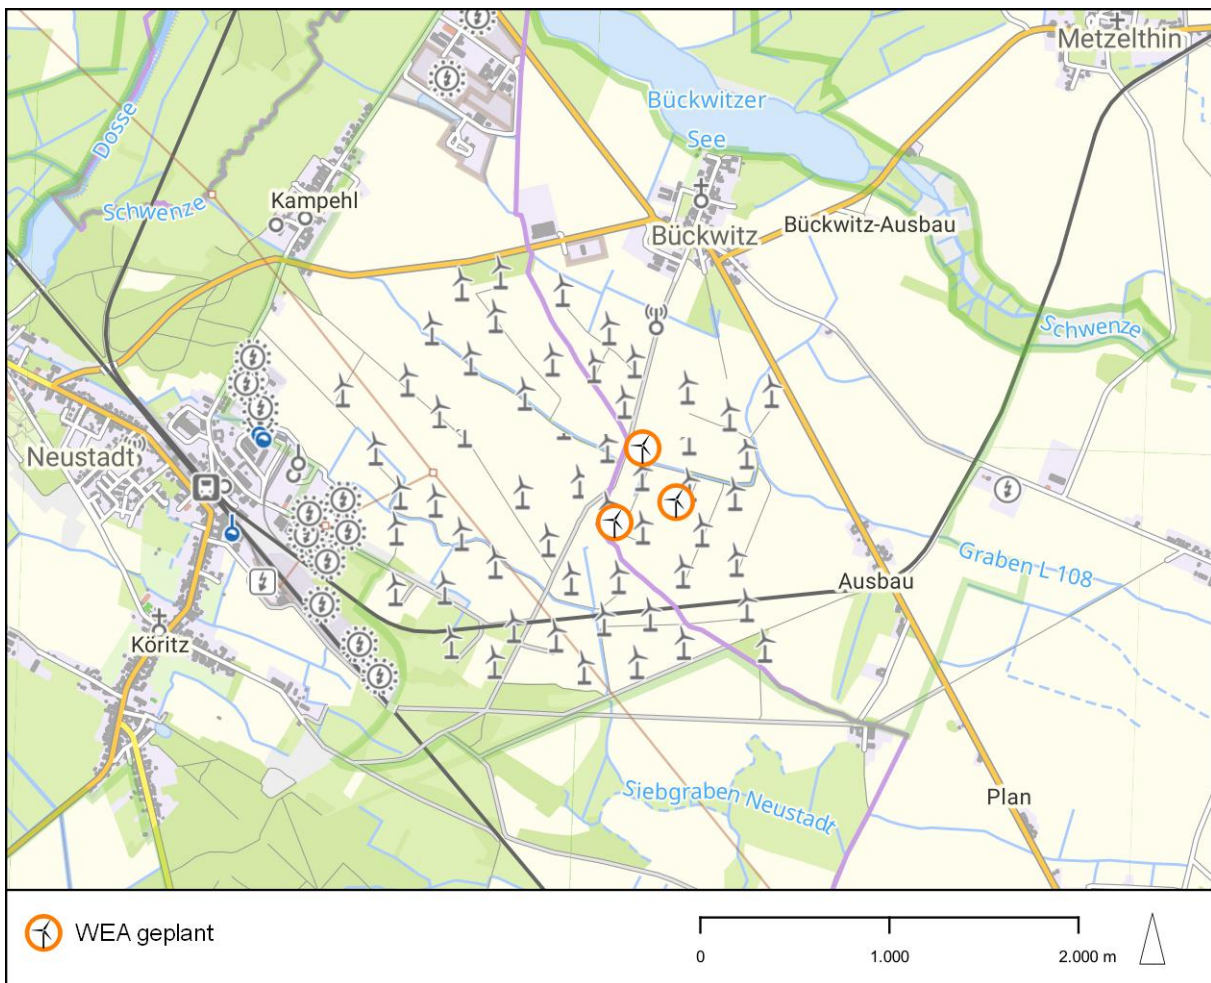 Metzelthin
Bückwitzer
See
Dosse
Schwenze
Kampehl
Bückwitz
Bückwitz-Ausbau
Schwenze
Neustadt
Graben L 108
Ausbau
Köritz
Siebgraben Neustadt
Plan
WEA geplant
0
1.000
2.000 m